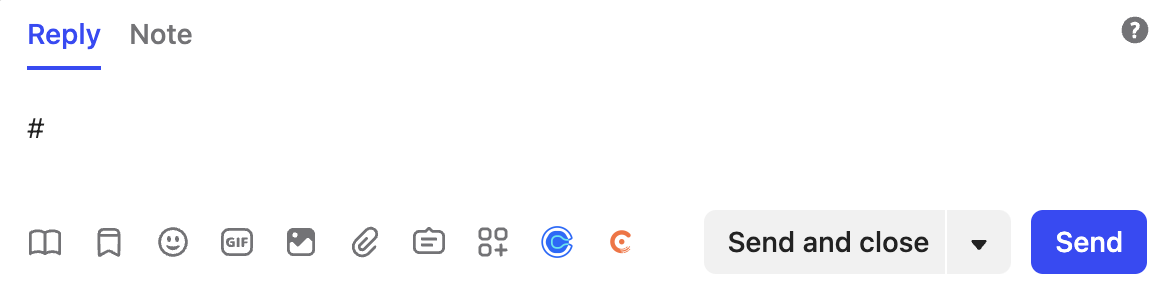 Reply Note
?
#
GIF Send and close Send